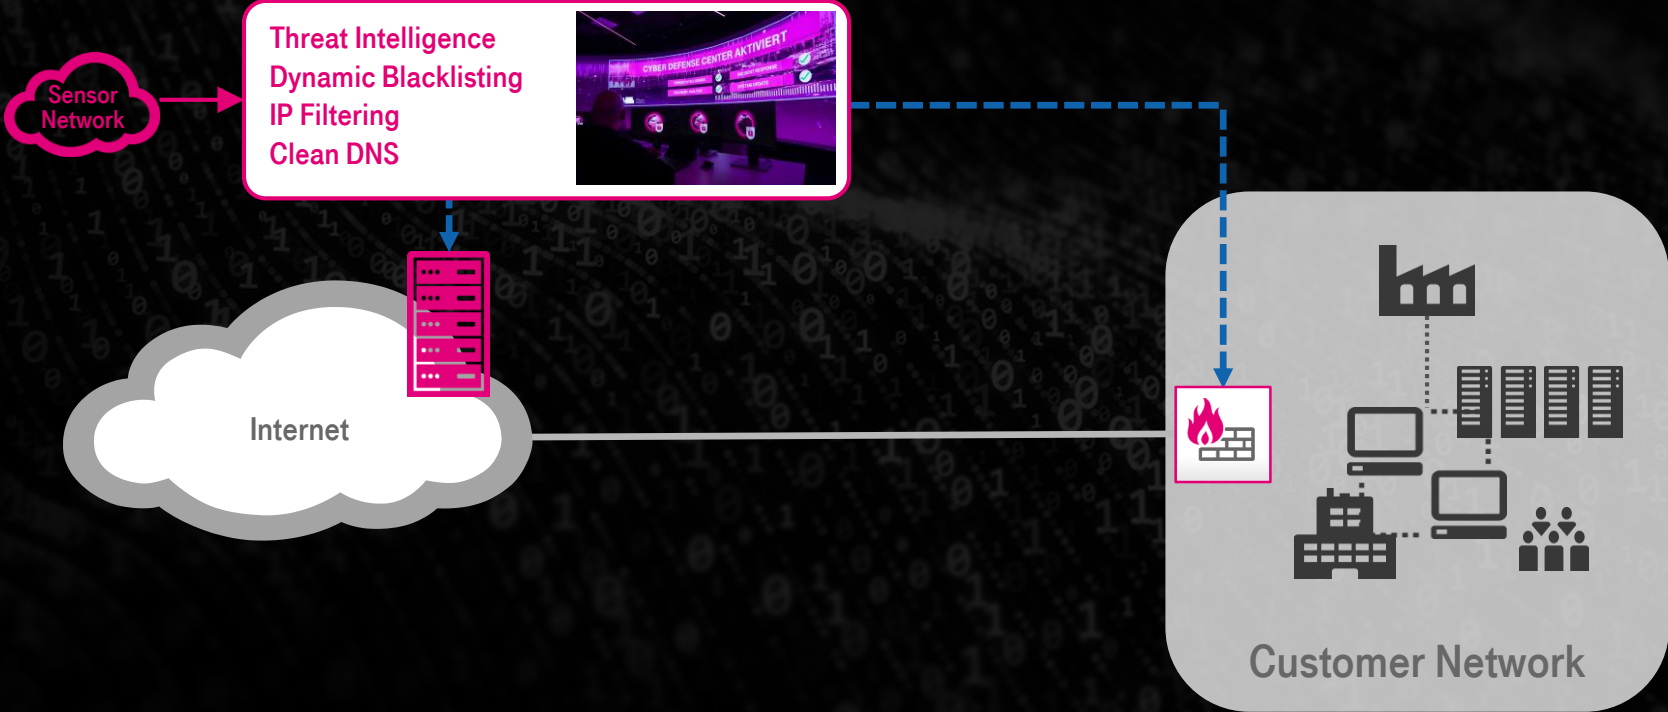 Threat Intelligence
Dynamic Blacklisting
IP Filtering
Clean DNS
CYBER DEFENSE CENTER AKTIVIERT
Sensor
Network
Internet
Customer Network